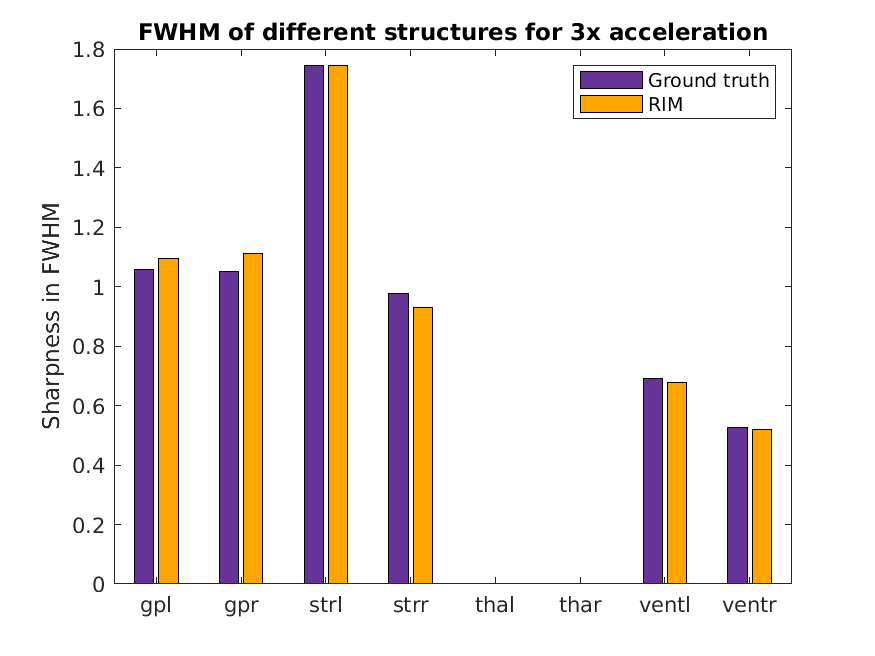 FWHM of different structures for 3x acceleration
Sharpness in FWHM
1.8
1.6
1.4
1.2
1
0.8
0.6
0.4
0.2
0
Ground truth
RIM
gpl gpr strl strr thal thar ventl ventr